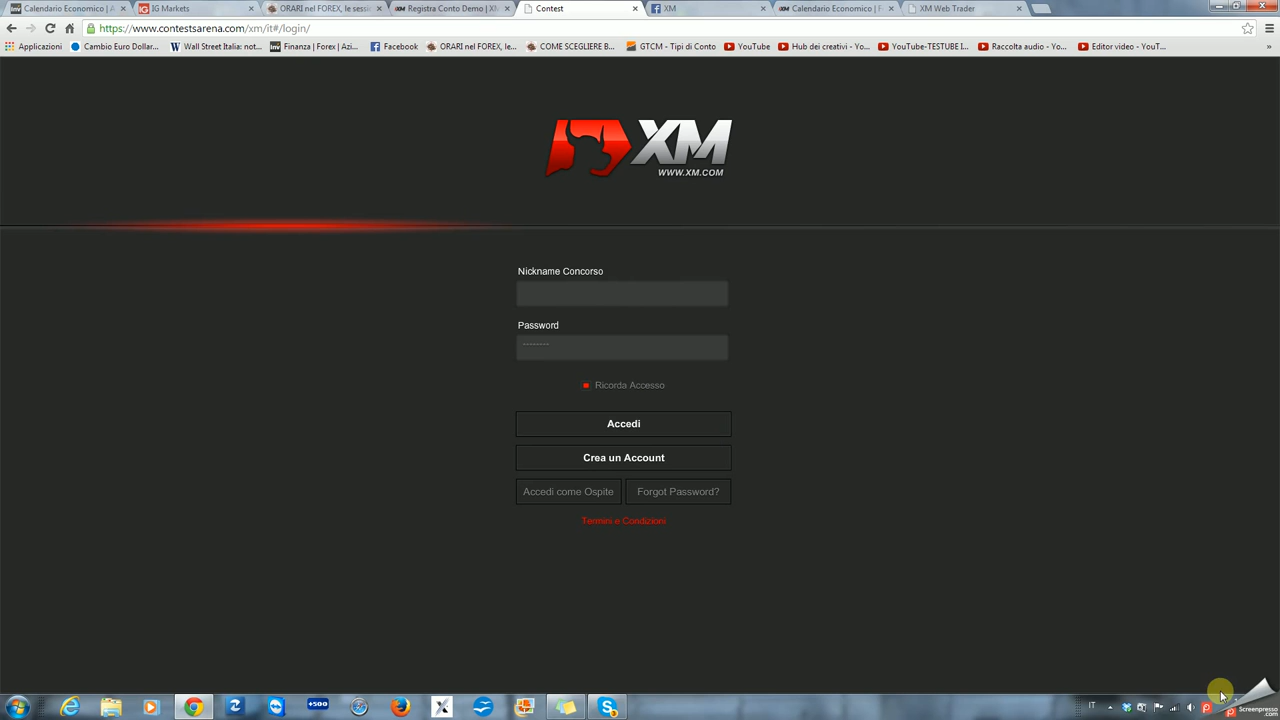 Calendario Economico | A
IG Markets
ORARI nel FOREX, le sessi
Registra Conto Demo | XM
Contest
XM
Calendario Economico | F
XM Web Trader
https://www.contestsarena.com/xm/it#/login/
Applicazioni
Cambio Euro Dollar...
Wall Street Italia: not...
Finanza | Forex | Azi...
Facebook
ORARI nel FOREX, le...
COME SCEGLIERE B...
GTCM - Tipi di Conto
YouTube
Hub dei creativi - Yo...
YouTube-TESTUBE I...
Raccolta audio - Yo...
Editor video - YouT...
XM
WWW.XM.COM
Nickname Concorso
Password
--------
Ricorda Accesso
Accedi
Crea un Account
Accedi come Ospite
Forgot Password?
Termini e Condizioni
+500
IT
Screenpresso
.com